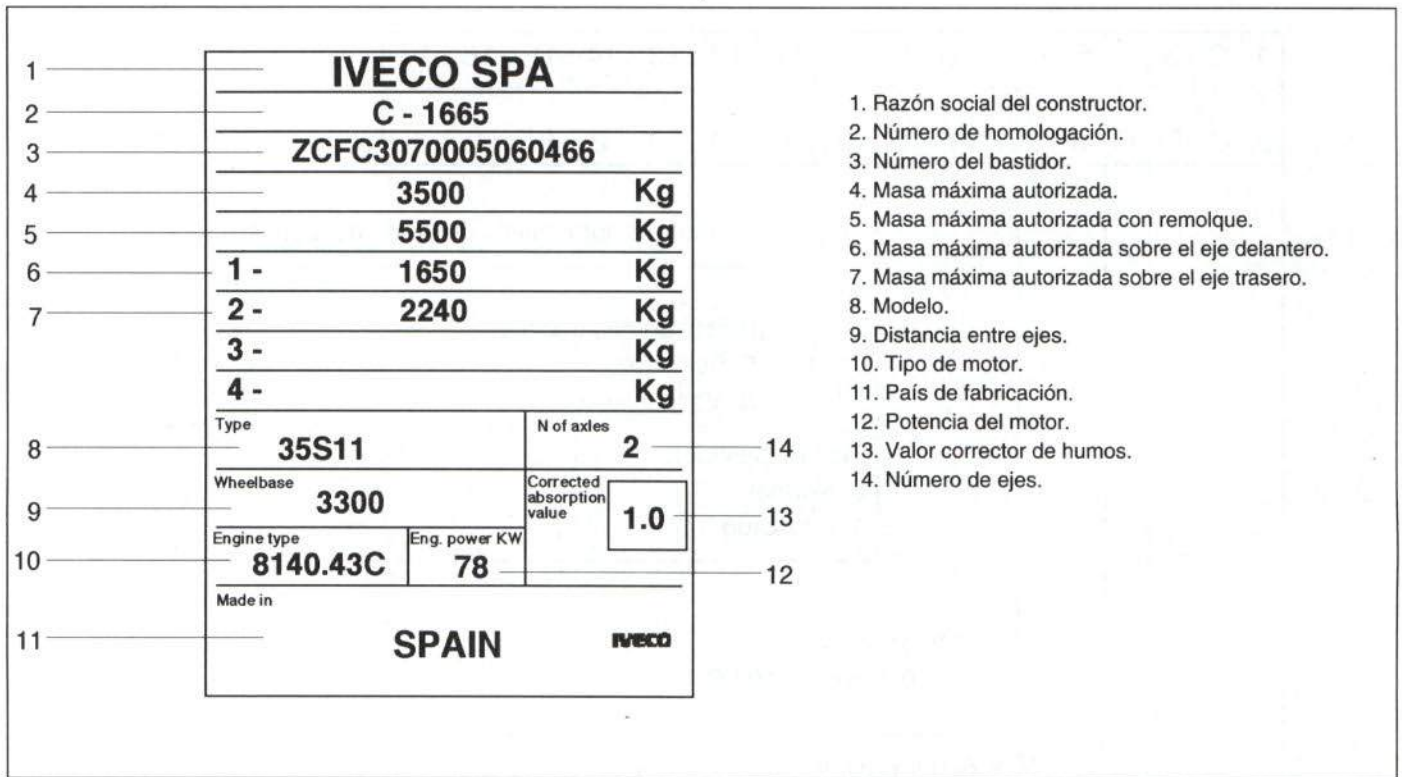 1 IVECO SPA
2 C - 1665
3 ZCFC3070005060466
4 3500 Kg
5 5500 Kg
6 1 - 1650 Kg
7 2 - 2240 Kg
3 - Kg
4 - Kg
Type N of axles
8 35S11 2 14
Wheelbase Corrected absorption value
9 3300 1.0 13
Engine type Eng. power KW
10 8140.43C 78 12
Made in
11 SPAIN IVECO
1. Razón social del constructor.
2. Número de homologación.
3. Número del bastidor.
4. Masa máxima autorizada.
5. Masa máxima autorizada con remolque.
6. Masa máxima autorizada sobre el eje delantero.
7. Masa máxima autorizada sobre el eje trasero.
8. Modelo.
9. Distancia entre ejes.
10. Tipo de motor.
11. País de fabricación.
12. Potencia del motor.
13. Valor corrector de humos.
14. Número de ejes.